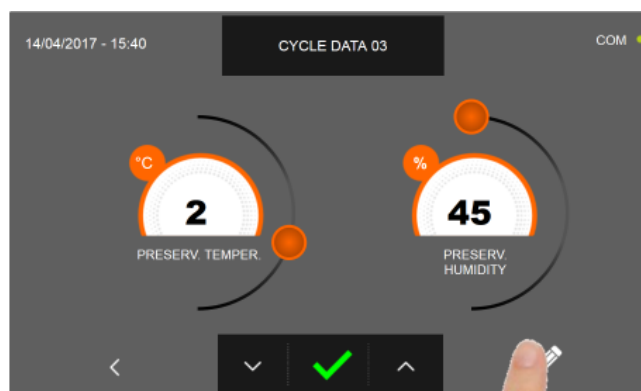 14/04/2017 - 15:40
CYCLE DATA 03
COM
°C
%
2
45
PRESERV. TEMPER.
PRESERV.
HUMIDITY